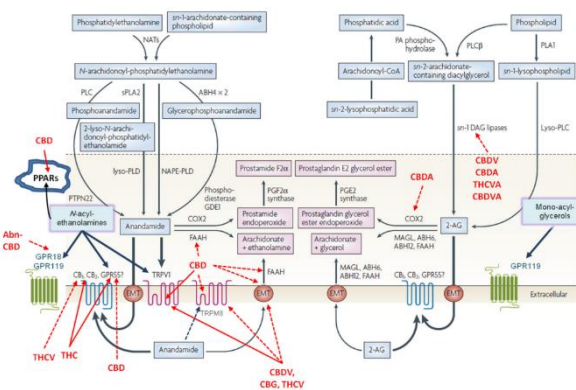 Phosphatidylethanolamine
sn-1-arachidonate-containing
phospholipid
NATs
N-arachidonoyl-phosphatidylethanolamine
PLC
sPLA2
ABH4 × 2
Phosphoanandamide
Glycerophosphoanandamide
2-lyso-N-arachi-
donoyl-phosphatidyl-
ethanolamide
lyso-PLD
NAPE-PLD
Phospho-
diesterase
GDE1
PTPN22
Phosphatidic acid
Phospholipid
PA phospho-
hydrolase
PLCβ
PLA1
Arachidonoyl-CoA
sn-2-arachidonate-
containing diacylglycerol
sn-1-lysophospholipid
sn-2-lysophosphatidic acid
sn-1 DAG lipases
Lyso-PLC
CBDV
CBDA
THCVA
CBDVA
CBD
PPARs
N-acyl-
ethanolamines
Abn-
CBD
GPR18
GPR119
Anandamide
COX2
FAAH
Prostamide F2α
PGF2α
synthase
Prostamide
endoperoxide
Arachidonate
+ ethanolamine
Prostaglandin E2 glycerol ester
PGE2
synthase
Prostaglandin glycerol
ester endoperoxide
Arachidonate
+ glycerol
CBDA
COX2
MAGL, ABH6,
ABH12, FAAH
2-AG
Mono-acyl-
glycerols
CB₁, CB₂, GPR55?
TRPV1
CBD
FAAH
MAGL, ABH6,
ABH12, FAAH
CB₁, CB₂, GPR55?
GPR119
EMT
TRPM8
EMT
EMT
EMT
Extracellular
THCV
THC
CBD
Anandamide
CBDV,
CBG, THCV
2-AG